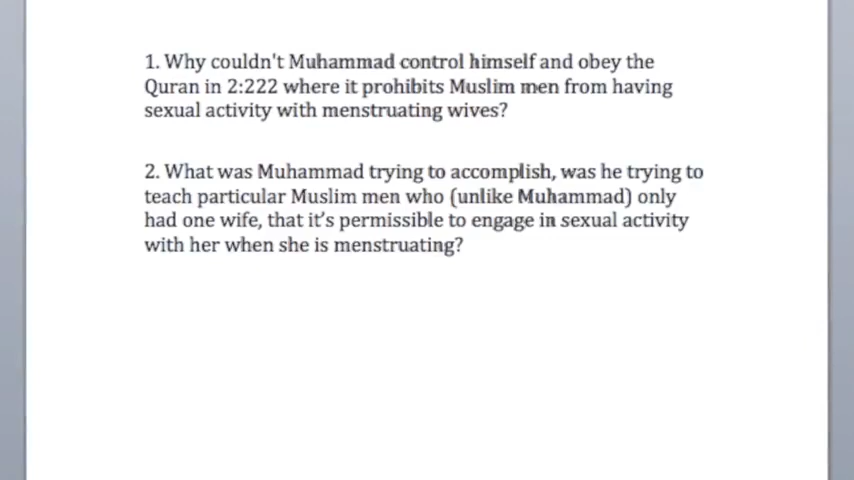 1. Why couldn't Muhammad control himself and obey the
Quran in 2:222 where it prohibits Muslim men from having
sexual activity with menstruating wives?
2. What was Muhammad trying to accomplish, was he trying to
teach particular Muslim men who (unlike Muhammad) only
had one wife, that it’s permissible to engage in sexual activity
with her when she is menstruating?